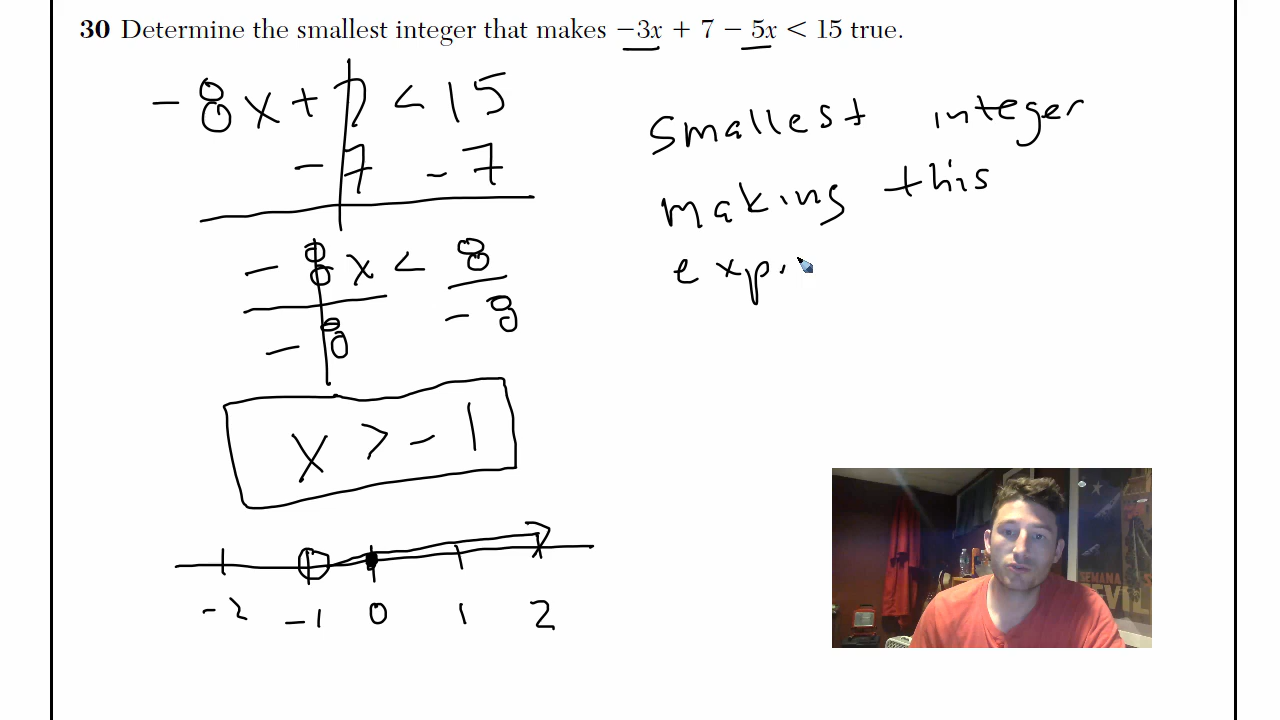 30 Determine the smallest integer that makes −3x + 7 − 5x < 15 true.
-8x + 7 < 15
-7 -7
-8x < 8
-8 -8
x > -1
-2 -1 0 1 2
Smallest integer
making this
SEMANA